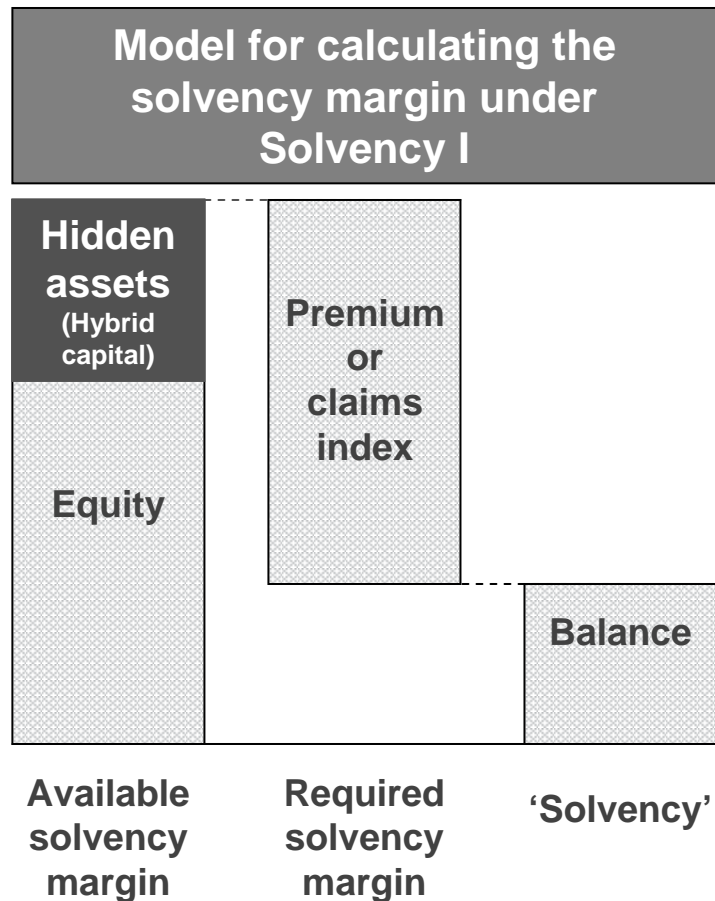 Model for calculating the
solvency margin under
Solvency I
Hidden
assets
(Hybrid
capital)
Equity
Premium
or
claims
index
Balance
Available
solvency
margin
Required
solvency
margin
‘Solvency’